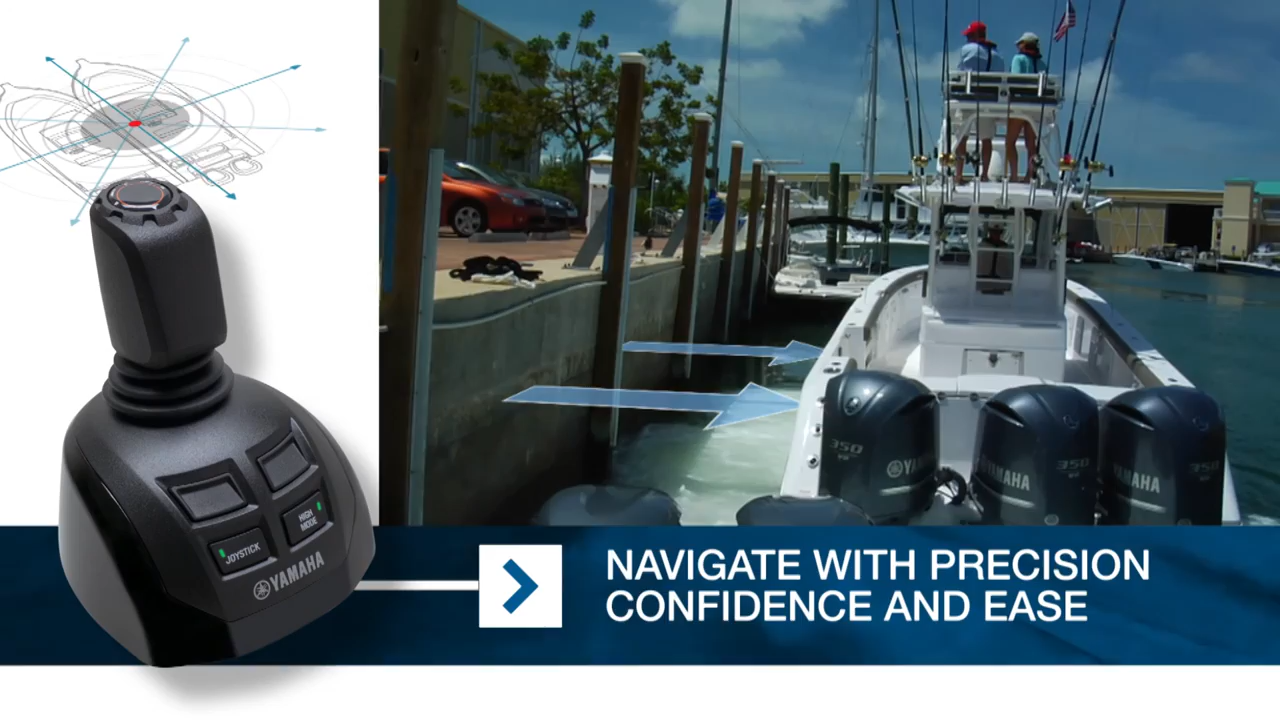 JOYSTICK
HIGH
MODE
YAMAHA
350
YAMAHA
YAMAHA
350
YAMAHA
350
NAVIGATE WITH PRECISION
CONFIDENCE AND EASE